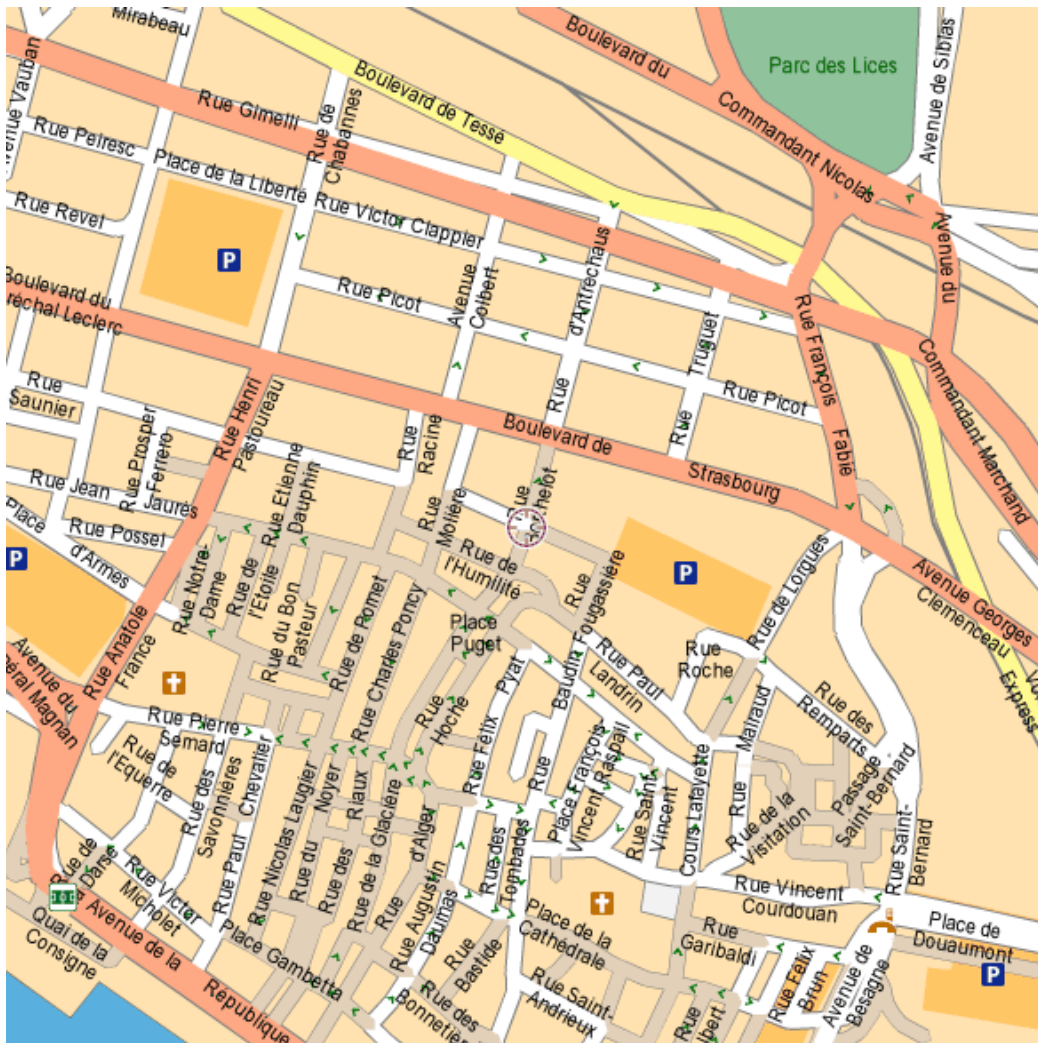 Mirabeau
Boulevard du
Parc des Lices
Avenue de Siblas
Avenue Vauban
Rue Gimelli
Rue de
Chabannes
Boulevard de Tessé
Commandant Nicolas
Rue Peiresc
Place de la Liberté
Rue Victor Clappier
Rue Revel
P
Avenue
Colbert
Rue
d'Antrechaus
Avenue du
Boulevard du
réchal Leclerc
Rue Picot
Truguet
Rue
Rue François
Fabié
Commandant Marchand
Rue Picot
Rue
Saunier
Rue Henri
Pastoureau
Rue Prosper
Ferrero
Rue
Racine
Boulevard de
Strasbourg
Rue Jean
Jaurès
Rue Etienne
Dauphin
Rue
Molière
Rue
Place
d'Armes
Rue Possel
P
Rue Notre-
Dame
Rue de
l'Etoile
Rue du Bon
Pasteur
Rue de
l'Humilité
Rue
Fougassière
P
Rue de Lorgues
Avenue Georges
Clemenceau
Rue Anatole
France
Rue de Pomet
Rue Charles Poncy
Place
Puget
Rue
Roche
Avenue du
éral Magnan
Rue Paul
Landrin
Express
Rue Pierre
Semard
Rue
Hoche
Rue Félix Pyat
Rue Baudin
Rue des
Remparts
Rue de
l'Equerre
Rue des
Savonnières
Rue Paul Chevalier
Rue Nicolas Laugier
Rue du Noyer
Rue des Riaux
Rue de la Glacière
Rue d'Alger
Place François
Vincent Raspail
Rue Saint-
Vincent
Cours Lafayette
Rue Mairaud
Rue de la
Visitation
Passage
Saint-Bernard
Rue Saint-
Bernard
Rue des
Tombades
Rue de
Danse
Rue Victor
Micholet
Rue Augustin
Daumas
Rue Vincent
Courdouan
Place de
Douaumont
Quai de la
Consigne
Avenue de la
République
Place Gambetta
Rue
Bastide
Place de la
Cathédrale
Rue
Garibaldi
Rue Félix
Brun
Avenue de
Besagne
P
Rue des
Bonnetiè
Rue Saint-
Andrieux